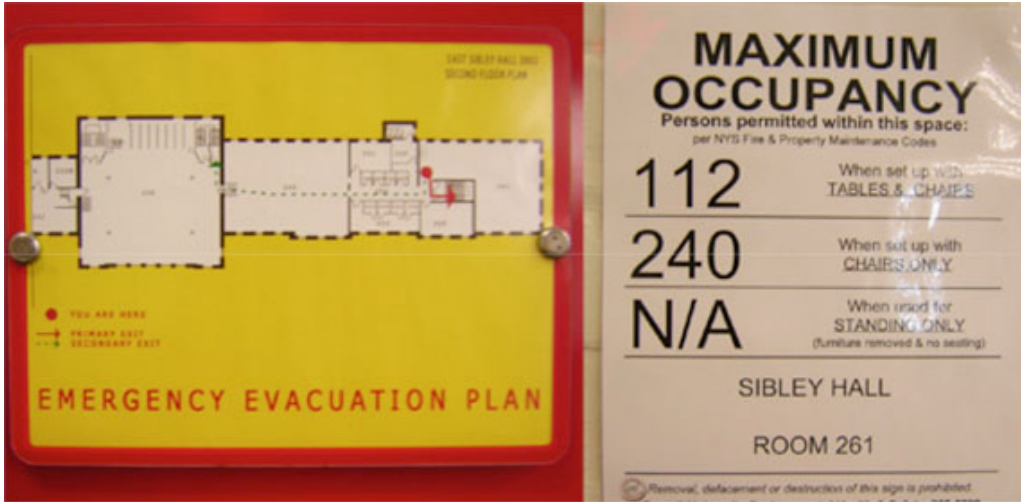 EAST SIBLEY HALL
SECOND FLOOR PLAN
YOU ARE HERE
PRIMARY EXIT
SECONDARY EXIT
EMERGENCY EVACUATION PLAN
MAXIMUM
OCCUPANCY
Persons permitted within this space:
per NYS Fire & Property Maintenance Codes
112
When set up with
TABLES & CHAIRS
240
When set up with
CHAIRS ONLY
N/A
When used for
STANDING ONLY
(furniture removed & no seating)
SIBLEY HALL
ROOM 261
Removal, defacement or destruction of this sign is prohibited.